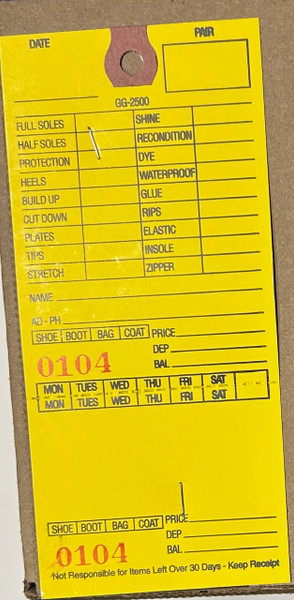 DATE PAIR
GG-2500
FULL SOLES SHINE
HALF SOLES RECONDITION
PROTECTION DYE
HEELS WATERPROOF
BUILD UP GLUE
CUT DOWN RIPS
PLATES ELASTIC
TIPS INSOLE
STRETCH ZIPPER
NAME
AD - PH
SHOE BOOT BAG COAT PRICE
DEP
BAL
0104
MON TUES WED THU FRI SAT
MON TUES WED THU FRI SAT
SHOE BOOT BAG COAT PRICE
DEP
0104 BAL
Not Responsible for Items Left Over 30 Days - Keep Receipt